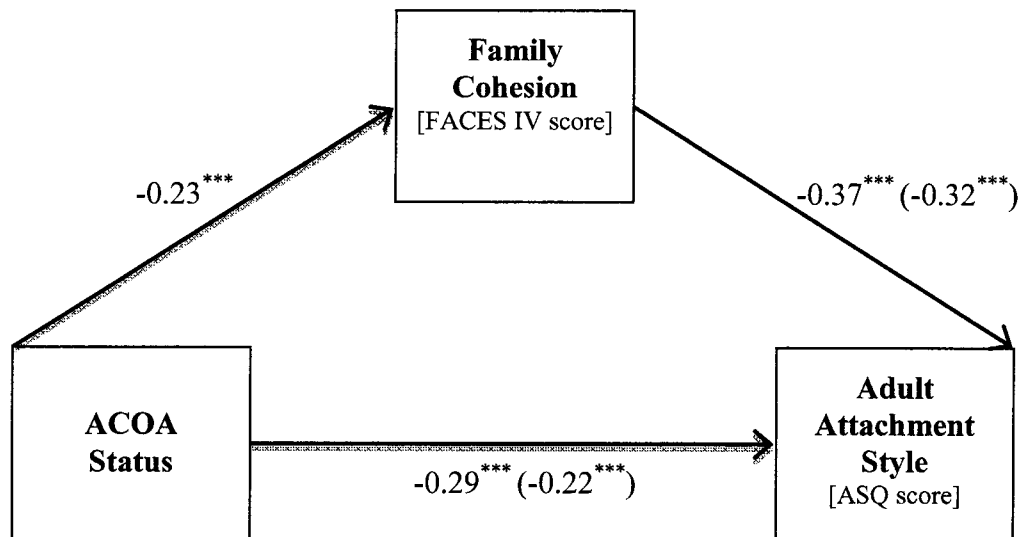 Family
Cohesion
[FACES IV score]
-0.23***
-0.37*** (-0.32***)
ACOA
Status
-0.29*** (-0.22***)
Adult
Attachment
Style
[ASQ score]